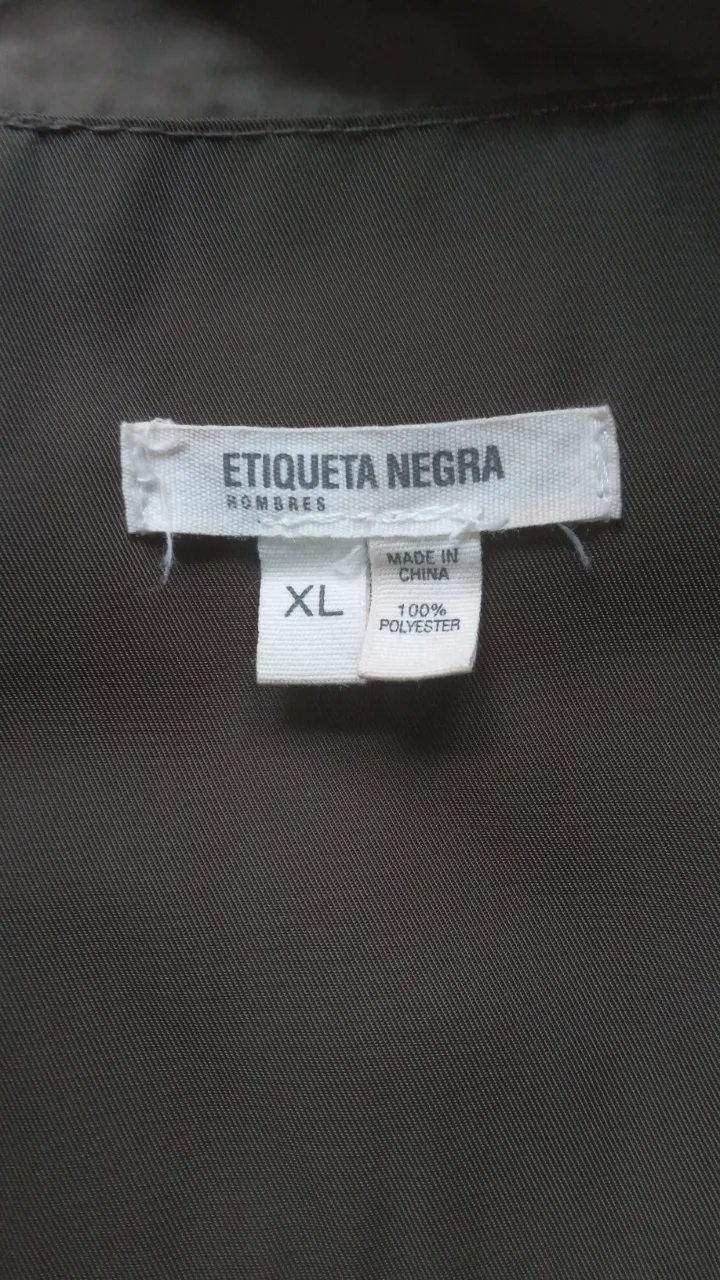 ETIQUETA NEGRA
HOMBRES
XL
MADE IN
CHINA
100%
POLYESTER